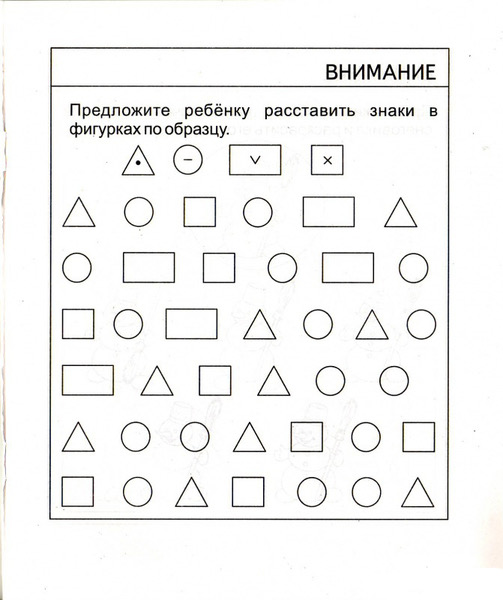 ВНИМАНИЕ
Предложите ребёнку расставить знаки в
фигурках по образцу.